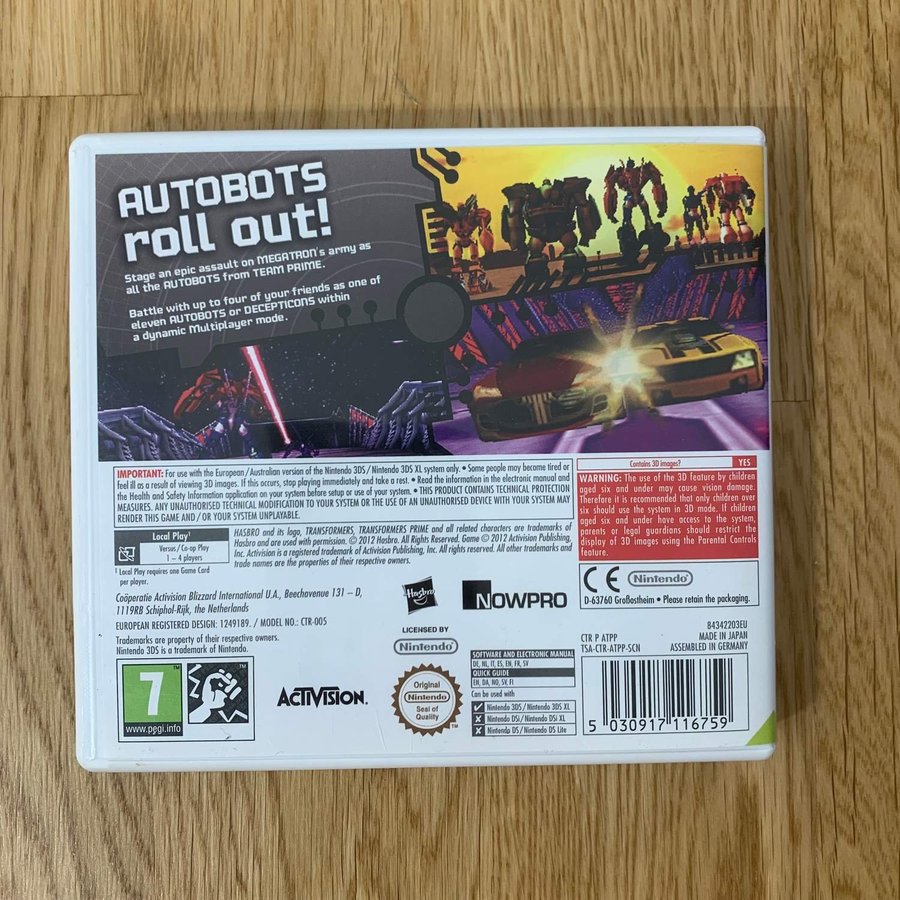 AUTOBOTS
roll out!
Stage an epic assault on MEGATRON's army as
all the AUTOBOTS from TEAM PRIME.
Battle with up to four of your friends as one of
eleven AUTOBOTS or DECEPTICONS within
a dynamic Multiplayer mode.
IMPORTANT: For use with the European/Australian version of the Nintendo 3DS/Nintendo 3DS XL system only. • Some people may become tired or
feel ill as a result of viewing 3D images. If this occurs, stop playing immediately and take a rest. • Read the information in the electronic manual and
the Health and Safety Information application on your system before setup or use of your system. • THIS PRODUCT CONTAINS TECHNICAL PROTECTION
MEASURES. ANY UNAUTHORISED TECHNICAL MODIFICATION TO YOUR SYSTEM OR THE USE OF AN UNAUTHORISED DEVICE WITH YOUR SYSTEM MAY
RENDER THIS GAME AND/OR YOUR SYSTEM UNPLAYABLE.
Contains 3D images? YES
WARNING: The use of the 3D feature by children
aged six and under may cause vision damage.
Therefore it is recommended that only children over
six should use the system in 3D mode. If children
aged six and under have access to the system,
parents or legal guardians should restrict the
display of 3D images using the Parental Controls
feature.
Local Play¹
Versus/Co-op Play
1 – 4 players
¹ Local Play requires one Game Card
per player.
HASBRO and its logo, TRANSFORMERS, TRANSFORMERS PRIME and all related characters are trademarks of
Hasbro and are used with permission. © 2012 Hasbro. All Rights Reserved. Game © 2012 Activision Publishing,
Inc. Activision is a registered trademark of Activision Publishing, Inc. All rights reserved. All other trademarks and
trade names are the properties of their respective owners.
CE Nintendo®
D-63760 Großostheim • Please retain the packaging.
Coöperatie Activision Blizzard International U.A., Beechavenue 131 – D,
1119RB Schiphol-Rijk, the Netherlands
EUROPEAN REGISTERED DESIGN: 1249189. / MODEL NO.: CTR-005
Trademarks are property of their respective owners.
Nintendo 3DS is a trademark of Nintendo.
Hasbro
NOWPRO
LICENSED BY
Nintendo®
84342203EU
CTR P ATPP MADE IN JAPAN
TSA-CTR-ATPP-SCN ASSEMBLED IN GERMANY
SOFTWARE AND ELECTRONIC MANUAL
DE, NL, IT, ES, EN, FR, SV
QUICK GUIDE
EN, DA, NO, SV, FI
Can be used with
Nintendo 3DS/Nintendo 3DS XL
Nintendo DSi/Nintendo DSi XL
Nintendo DS/Nintendo DS Lite
7
www.pegi.info
ACTIVISION.
Original
Nintendo
Seal of
Quality
5 030917 116759